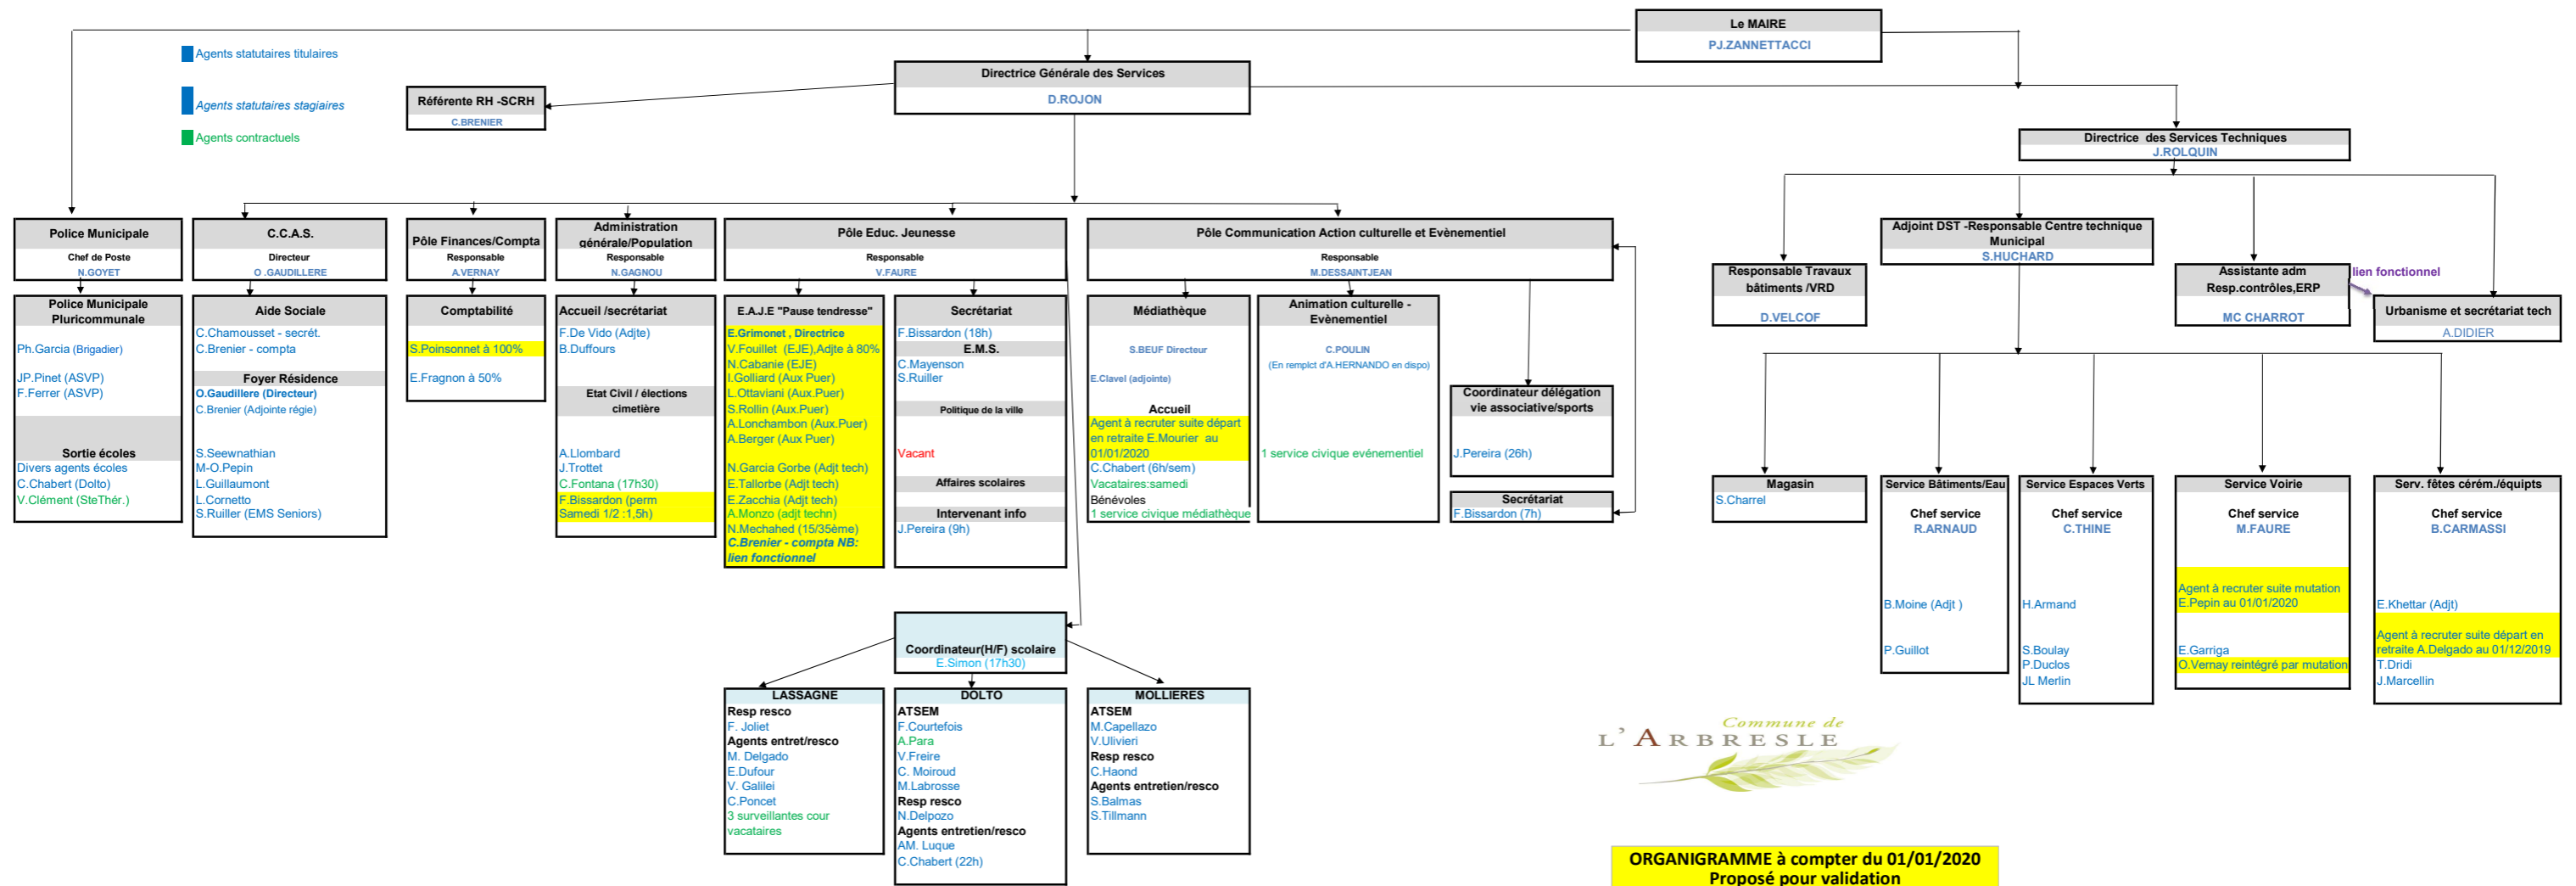 Le MAIRE
PJ.ZANNETTACCI
Agents statutaires titulaires
Agents statutaires stagiaires
Agents contractuels
Directrice Générale des Services
D.ROJON
Référente RH -SCRH
C.BRENIER
Directrice des Services Techniques
J.ROLQUIN
Police Municipale
Chef de Poste
N.GOYET
Police Municipale
Pluricommunale
Ph.Garcia (Brigadier)
JP.Pinet (ASVP)
F.Ferrer (ASVP)
Sortie écoles
Divers agents écoles
C.Chabert (Dolto)
V.Clément (SteThér.)
C.C.A.S.
Directeur
O .GAUDILLERE
Aide Sociale
C.Chamousset - secrét.
C.Brenier - compta
Foyer Résidence
O.Gaudillere (Directeur)
C.Brenier (Adjointe régie)
S.Seewnathian
M-O.Pepin
L.Guillaumont
L.Cornetto
S.Ruiller (EMS Seniors)
Pôle Finances/Compta
Responsable
A.VERNAY
Comptabilité
S.Poinsonnet à 100%
E.Fragnon à 50%
Administration
générale/Population
Responsable
N.GAGNOU
Accueil /secrétariat
F.De Vido (Adjte)
B.Duffours
Etat Civil / élections
cimetière
A.Llombard
J.Trottet
C.Fontana (17h30)
F.Bissardon (perm
Samedi 1/2 :1,5h)
Pôle Educ. Jeunesse
Responsable
V.FAURE
E.A.J.E "Pause tendresse"
E.Grimonet , Directrice
V.Fouillet (EJE),Adjte à 80%
N.Cabanie (EJE)
I.Golliard (Aux Puer)
L.Ottaviani (Aux.Puer)
S.Rollin (Aux.Puer)
A.Lonchambon (Aux.Puer)
A.Berger (Aux Puer)
N.Garcia Gorbe (Adjt tech)
E.Tallorbe (Adjt tech)
E.Zacchia (Adjt tech)
A.Monzo (adjt techn)
N.Mechahed (15/35ème)
C.Brenier - compta NB:
lien fonctionnel
Secrétariat
F.Bissardon (18h)
E.M.S.
C.Mayenson
S.Ruiller
Politique de la ville
Vacant
Affaires scolaires
Intervenant info
J.Pereira (9h)
Pôle Communication Action culturelle et Evènementiel
Responsable
M.DESSAINTJEAN
Médiathèque
S.BEUF Directeur
E.Clavel (adjointe)
Accueil
Agent à recruter suite départ
en retraite E.Mourier au
01/01/2020
C.Chabert (6h/sem)
Vacataires:samedi
Bénévoles
1 service civique médiathèque
Animation culturelle -
Evènementiel
C.POULIN
(En remplct d'A.HERNANDO en dispo)
1 service civique evénementiel
Coordinateur délégation
vie associative/sports
J.Pereira (26h)
Secrétariat
F.Bissardon (7h)
Responsable Travaux
bâtiments /VRD
D.VELCOF
Adjoint DST -Responsable Centre technique
Municipal
S.HUCHARD
Assistante adm
Resp.contrôles,ERP
MC CHARROT
lien fonctionnel
Urbanisme et secrétariat tech
A.DIDIER
Magasin
S.Charrel
Service Bâtiments/Eau
Chef service
R.ARNAUD
B.Moine (Adjt )
P.Guillot
Service Espaces Verts
Chef service
C.THINE
H.Armand
S.Boulay
P.Duclos
JL Merlin
Service Voirie
Chef service
M.FAURE
Agent à recruter suite mutation
E.Pepin au 01/01/2020
E.Garriga
O.Vernay reintégré par mutation
Serv. fêtes cérém./équipts
Chef service
B.CARMASSI
E.Khettar (Adjt)
Agent à recruter suite départ en
retraite A.Delgado au 01/12/2019
T.Dridi
J.Marcellin
Coordinateur(H/F) scolaire
E.Simon (17h30)
LASSAGNE
Resp resco
F. Joliet
Agents entret/resco
M. Delgado
E.Dufour
V. Galilei
C.Poncet
3 surveillantes cour
vacataires
DOLTO
ATSEM
F.Courtefois
A.Para
V.Freire
C. Moiroud
M.Labrosse
Resp resco
N.Delpozo
Agents entretien/resco
AM. Luque
C.Chabert (22h)
MOLLIERES
ATSEM
M.Capellazo
V.Ulivieri
Resp resco
C.Haond
Agents entretien/resco
S.Balmas
S.Tillmann
Commune de
L'ARBRESLE
ORGANIGRAMME à compter du 01/01/2020
Proposé pour validation